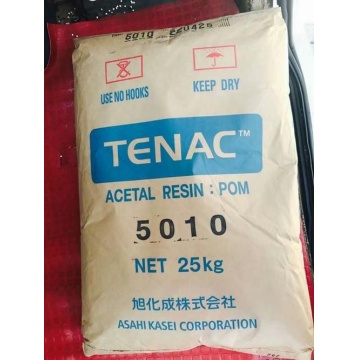 5010
USE NO HOOKS
KEEP DRY
TENAC™
ACETAL RESIN : POM
5010
NET 25kg
旭化成株式会社
ASAHI KASEI CORPORATION